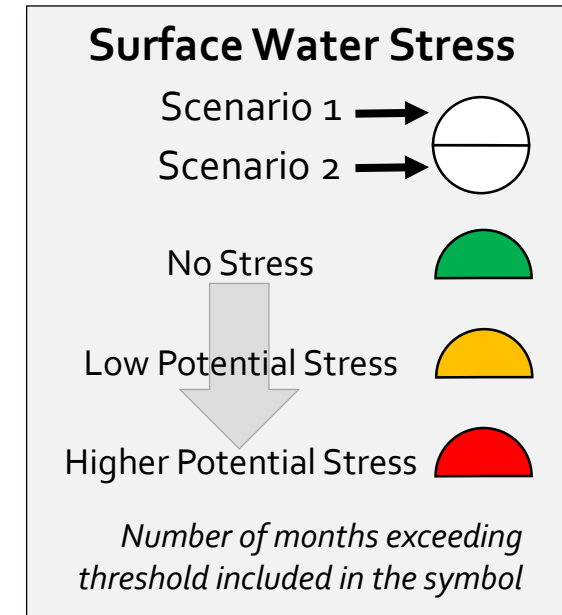 Surface Water Stress
Scenario 1
Scenario 2
No Stress
Low Potential Stress
Higher Potential Stress
Number of months exceeding
threshold included in the symbol